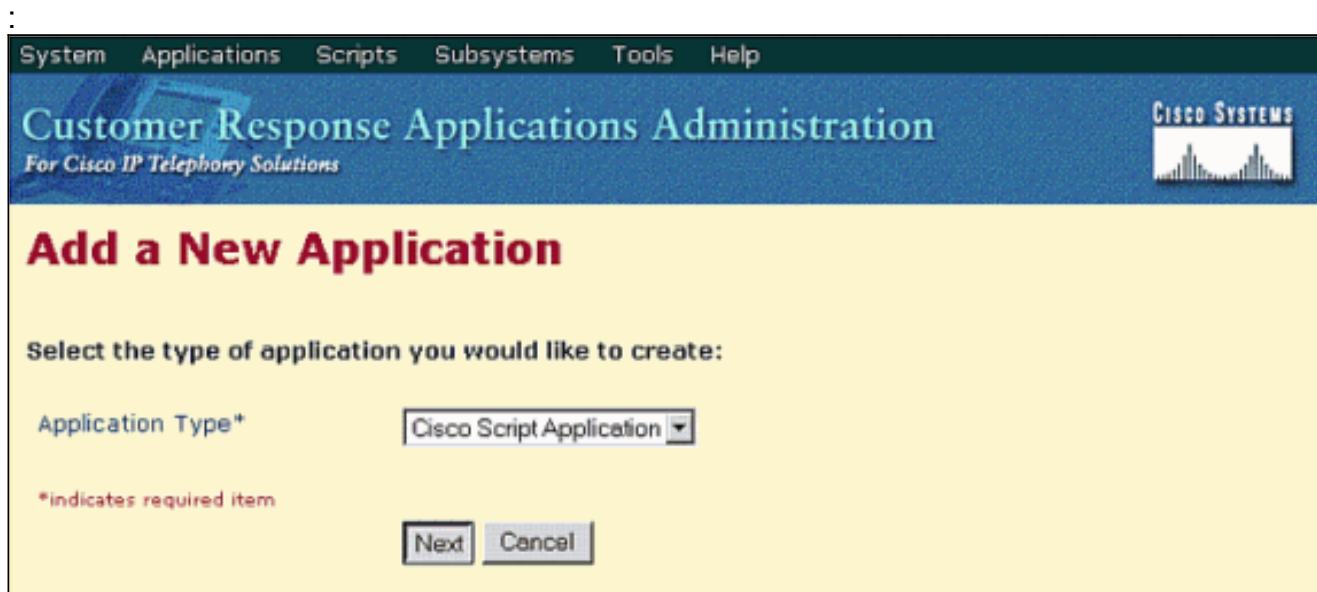 :
System Applications Scripts Subsystems Tools Help
Customer Response Applications Administration
For Cisco IP Telephony Solutions
CISCO SYSTEMS
Add a New Application
Select the type of application you would like to create:
Application Type* Cisco Script Application
*indicates required item
Next Cancel